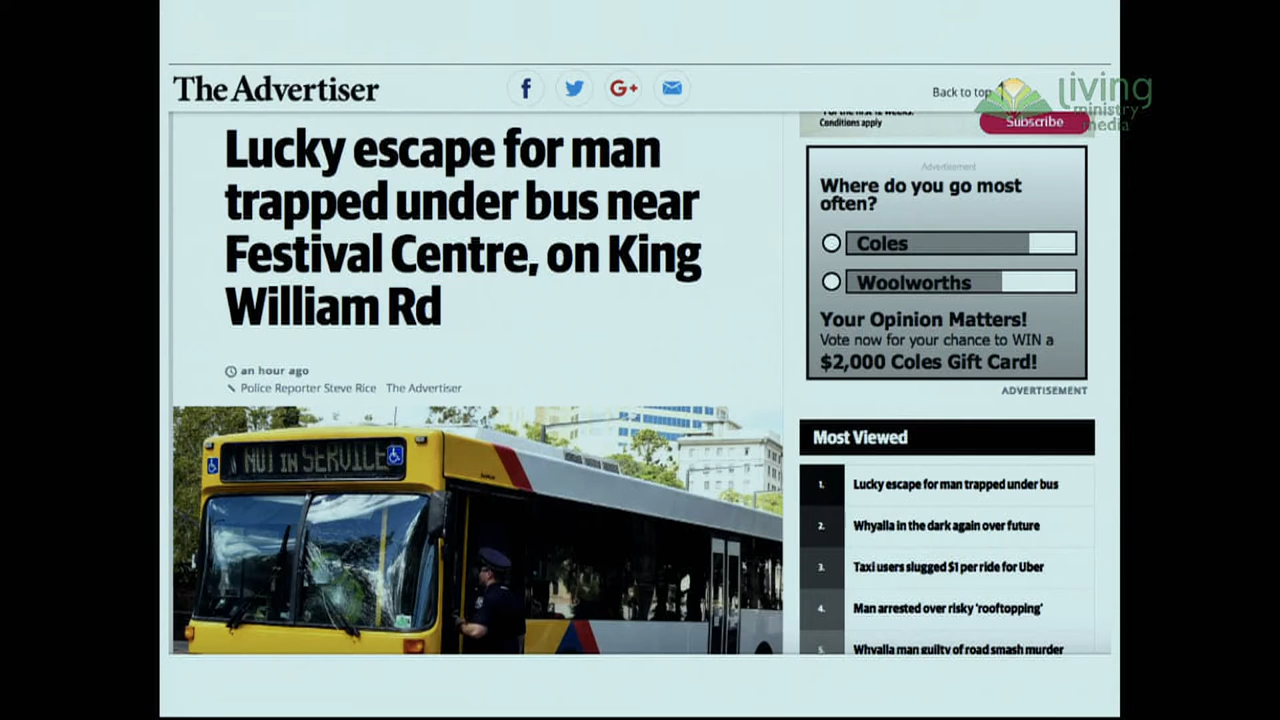 The Advertiser
f
G+
Back to top
Living
ministry
media
Conditions apply
Subscribe
Lucky escape for man
trapped under bus near
Festival Centre, on King
William Rd
an hour ago
Police Reporter Steve Rice The Advertiser
NOT IN SERVICE
Advertisement
Where do you go most
often?
Coles
Woolworths
Your Opinion Matters!
Vote now for your chance to WIN a
$2,000 Coles Gift Card!
ADVERTISEMENT
Most Viewed
1. Lucky escape for man trapped under bus
2. Whyalla in the dark again over future
3. Taxi users slugged $1 per ride for Uber
4. Man arrested over risky 'rooftopping'
5. Whyalla man guilty of road smash murder